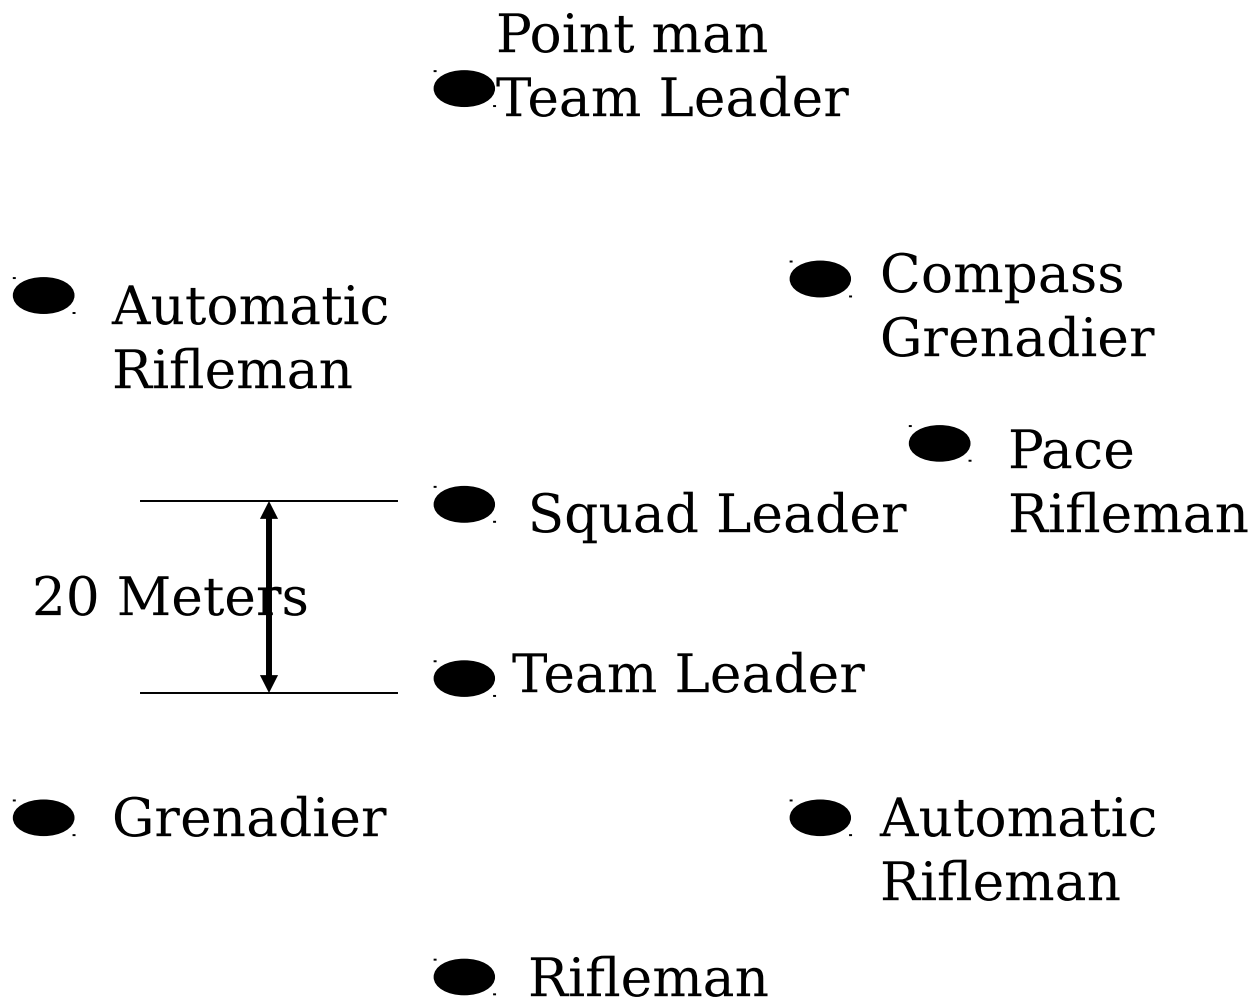 Point man
Team Leader
Compass
Grenadier
Automatic
Rifleman
Pace
Rifleman
Squad Leader
20 Meters
Team Leader
Grenadier
Automatic
Rifleman
Rifleman